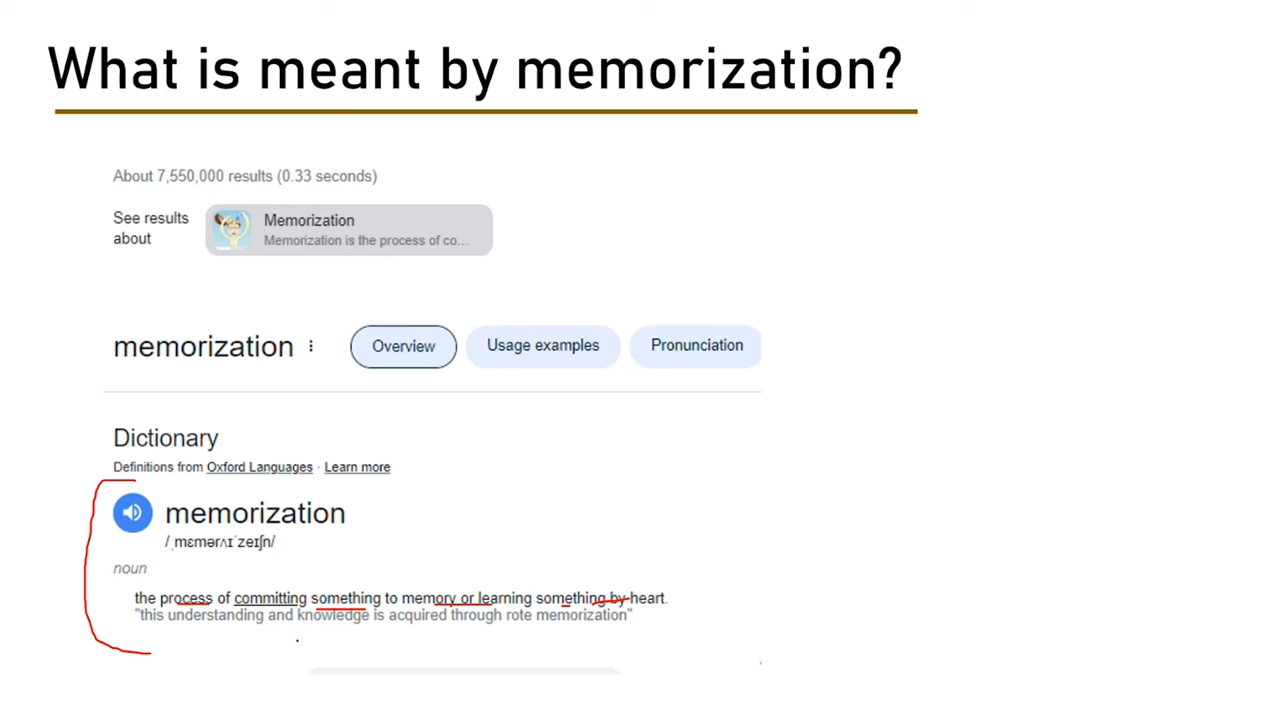 What is meant by memorization?
About 7,550,000 results (0.33 seconds)
See results about
Memorization
Memorization is the process of co...
memorization
Overview
Usage examples
Pronunciation
Dictionary
Definitions from Oxford Languages · Learn more
memorization
/ˌmɛmərʌɪˈzeɪʃn/
noun
the process of committing something to memory or learning something by heart.
"this understanding and knowledge is acquired through rote memorization"